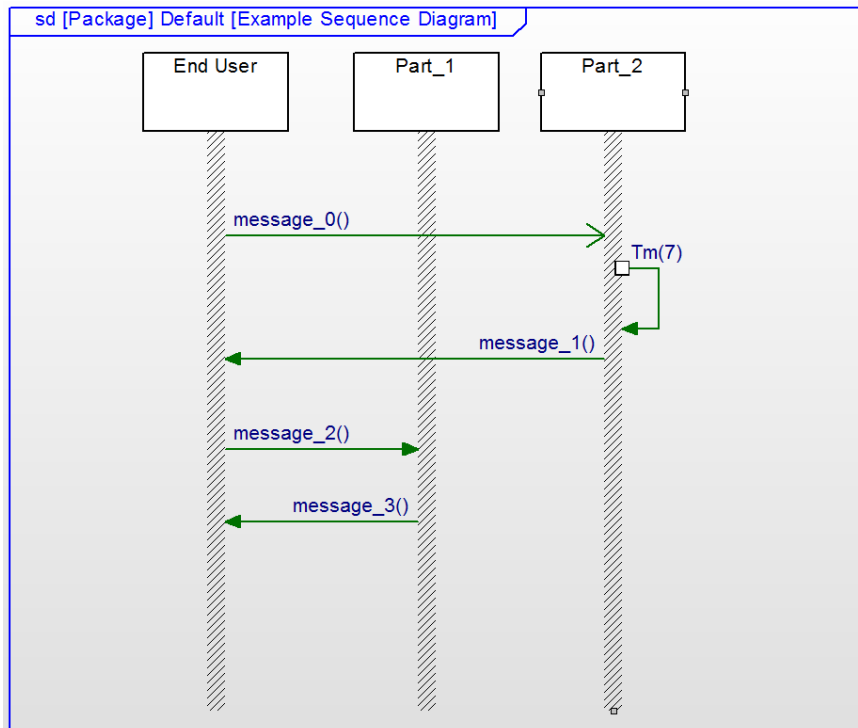 sd [Package] Default [Example Sequence Diagram]
End User
Part_1
Part_2
message_0()
Tm(7)
message_1()
message_2()
message_3()